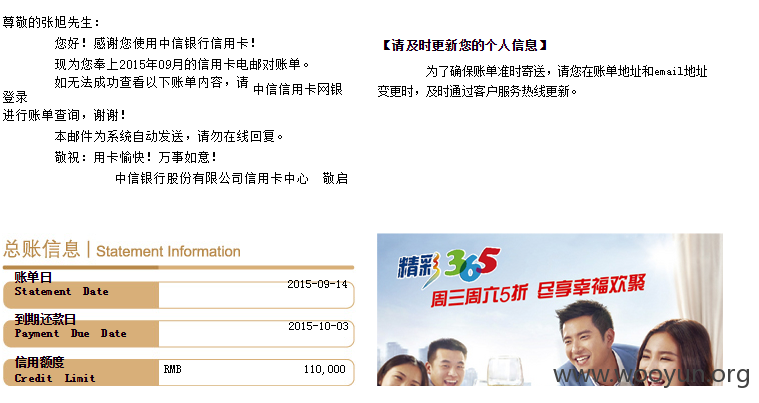 尊敬的张旭先生：
您好！感谢您使用中信银行信用卡！
现为您奉上2015年09月的信用卡电邮对账单。
如无法成功查看以下账单内容，请 中信信用卡网银
登录
进行账单查询，谢谢！
本邮件为系统自动发送，请勿在线回复。
敬祝：用卡愉快！万事如意！
中信银行股份有限公司信用卡中心 敬启
【请及时更新您的个人信息】
为了确保账单准时寄送，请您在账单地址和email地址
变更时，及时通过客户服务热线更新。
总账信息 | Statement Information
账单日
Statement Date
2015-09-14
到期还款日
Payment Due Date
2015-10-03
信用额度
Credit Limit
RMB 110,000
精彩365
周三周六5折 尽享幸福欢聚
www.wooyun.org